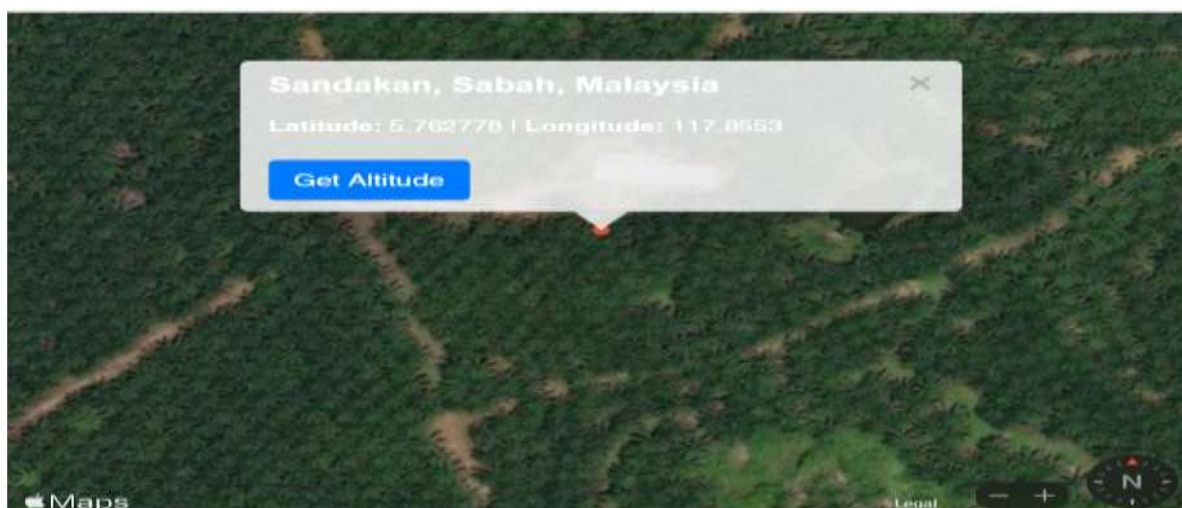 Sandakan, Sabah, Malaysia
×
Latitude: 5.762778 | Longitude: 117.8553
Get Altitude
Maps
Legal
− +
N